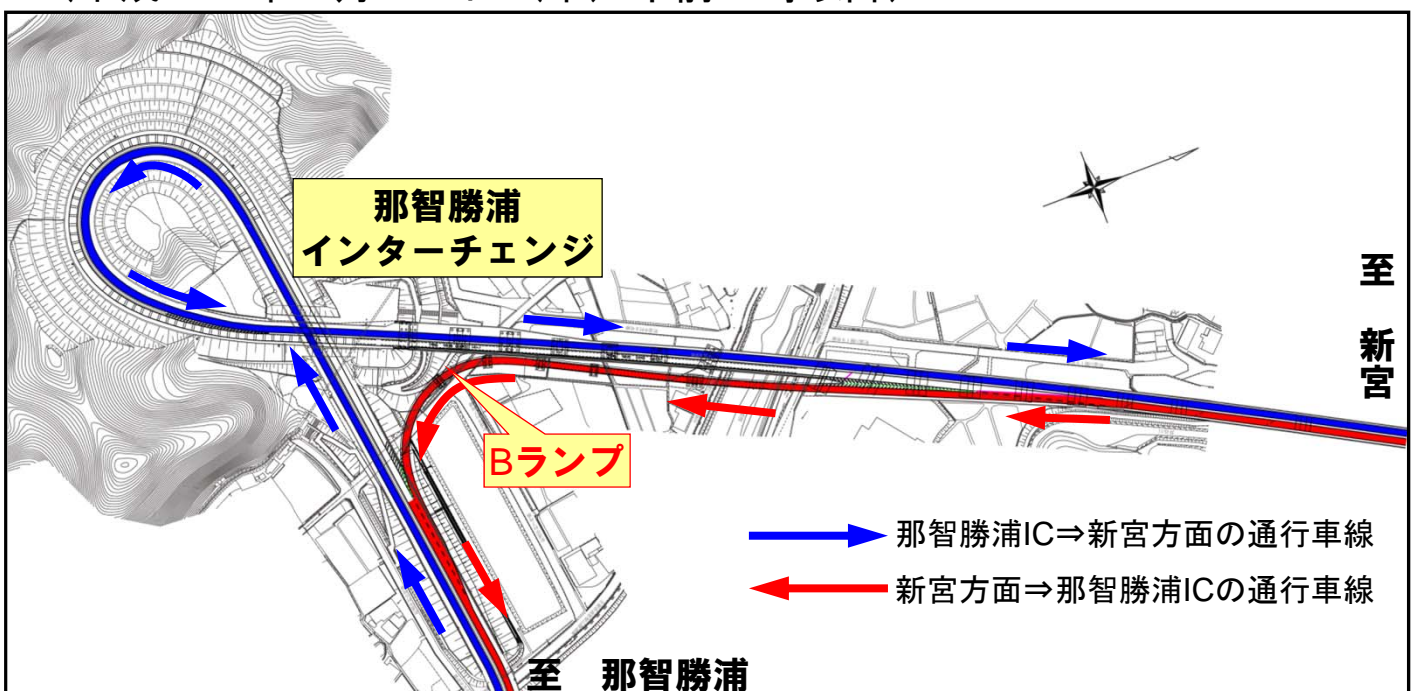 那智勝浦
インターチェンジ
至 新宮
Bランプ
那智勝浦IC⇒新宮方面の通行車線
新宮方面⇒那智勝浦ICの通行車線
至 那智勝浦